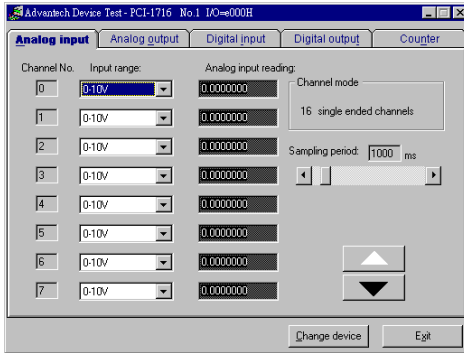 Advantech Device Test - PCI-1716 No.1 I/O=e000H
Analog input Analog output Digital input Digital output Counter
Channel No. Input range: Analog input reading:
Channel mode
0 0-10V 0.0000000
16 single ended channels
1 0-10V 0.0000000
2 0-10V 0.0000000
Sampling period: 1000 ms
3 0-10V 0.0000000
4 0-10V 0.0000000
5 0-10V 0.0000000
6 0-10V 0.0000000
7 0-10V 0.0000000
Change device Exit